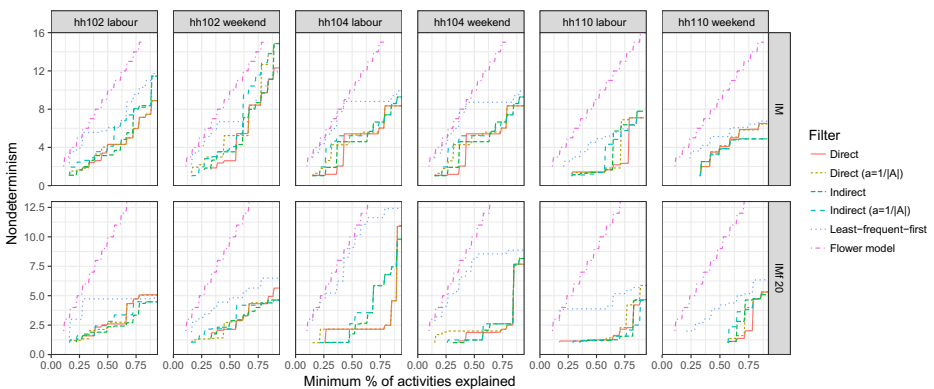 hh102 labour hh102 weekend hh104 labour hh104 weekend hh110 labour hh110 weekend
16
12
8
4
0
IM
12.5
10.0
7.5
5.0
2.5
0.0
IMf 20
Nondeterminism
0.00 0.25 0.50 0.75 0.00 0.25 0.50 0.75 0.00 0.25 0.50 0.75 0.00 0.25 0.50 0.75 0.00 0.25 0.50 0.75 0.00 0.25 0.50 0.75
Minimum % of activities explained
Filter
Direct
Direct (a=1/|A|)
Indirect
Indirect (a=1/|A|)
Least−frequent−first
Flower model